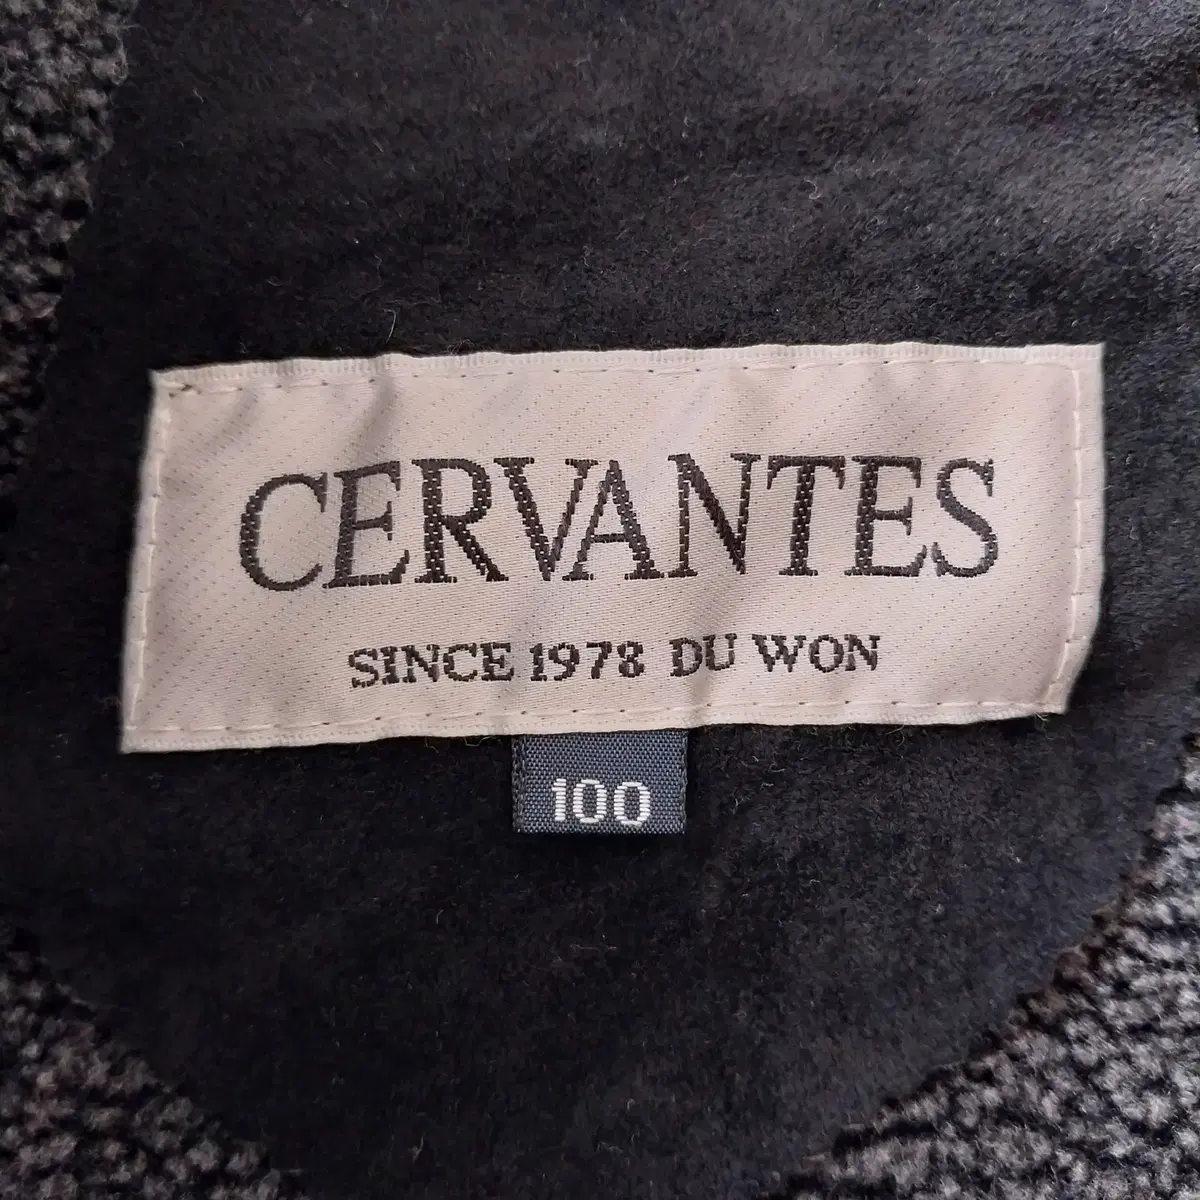 CERVANTES
SINCE 1978 DU WON
100